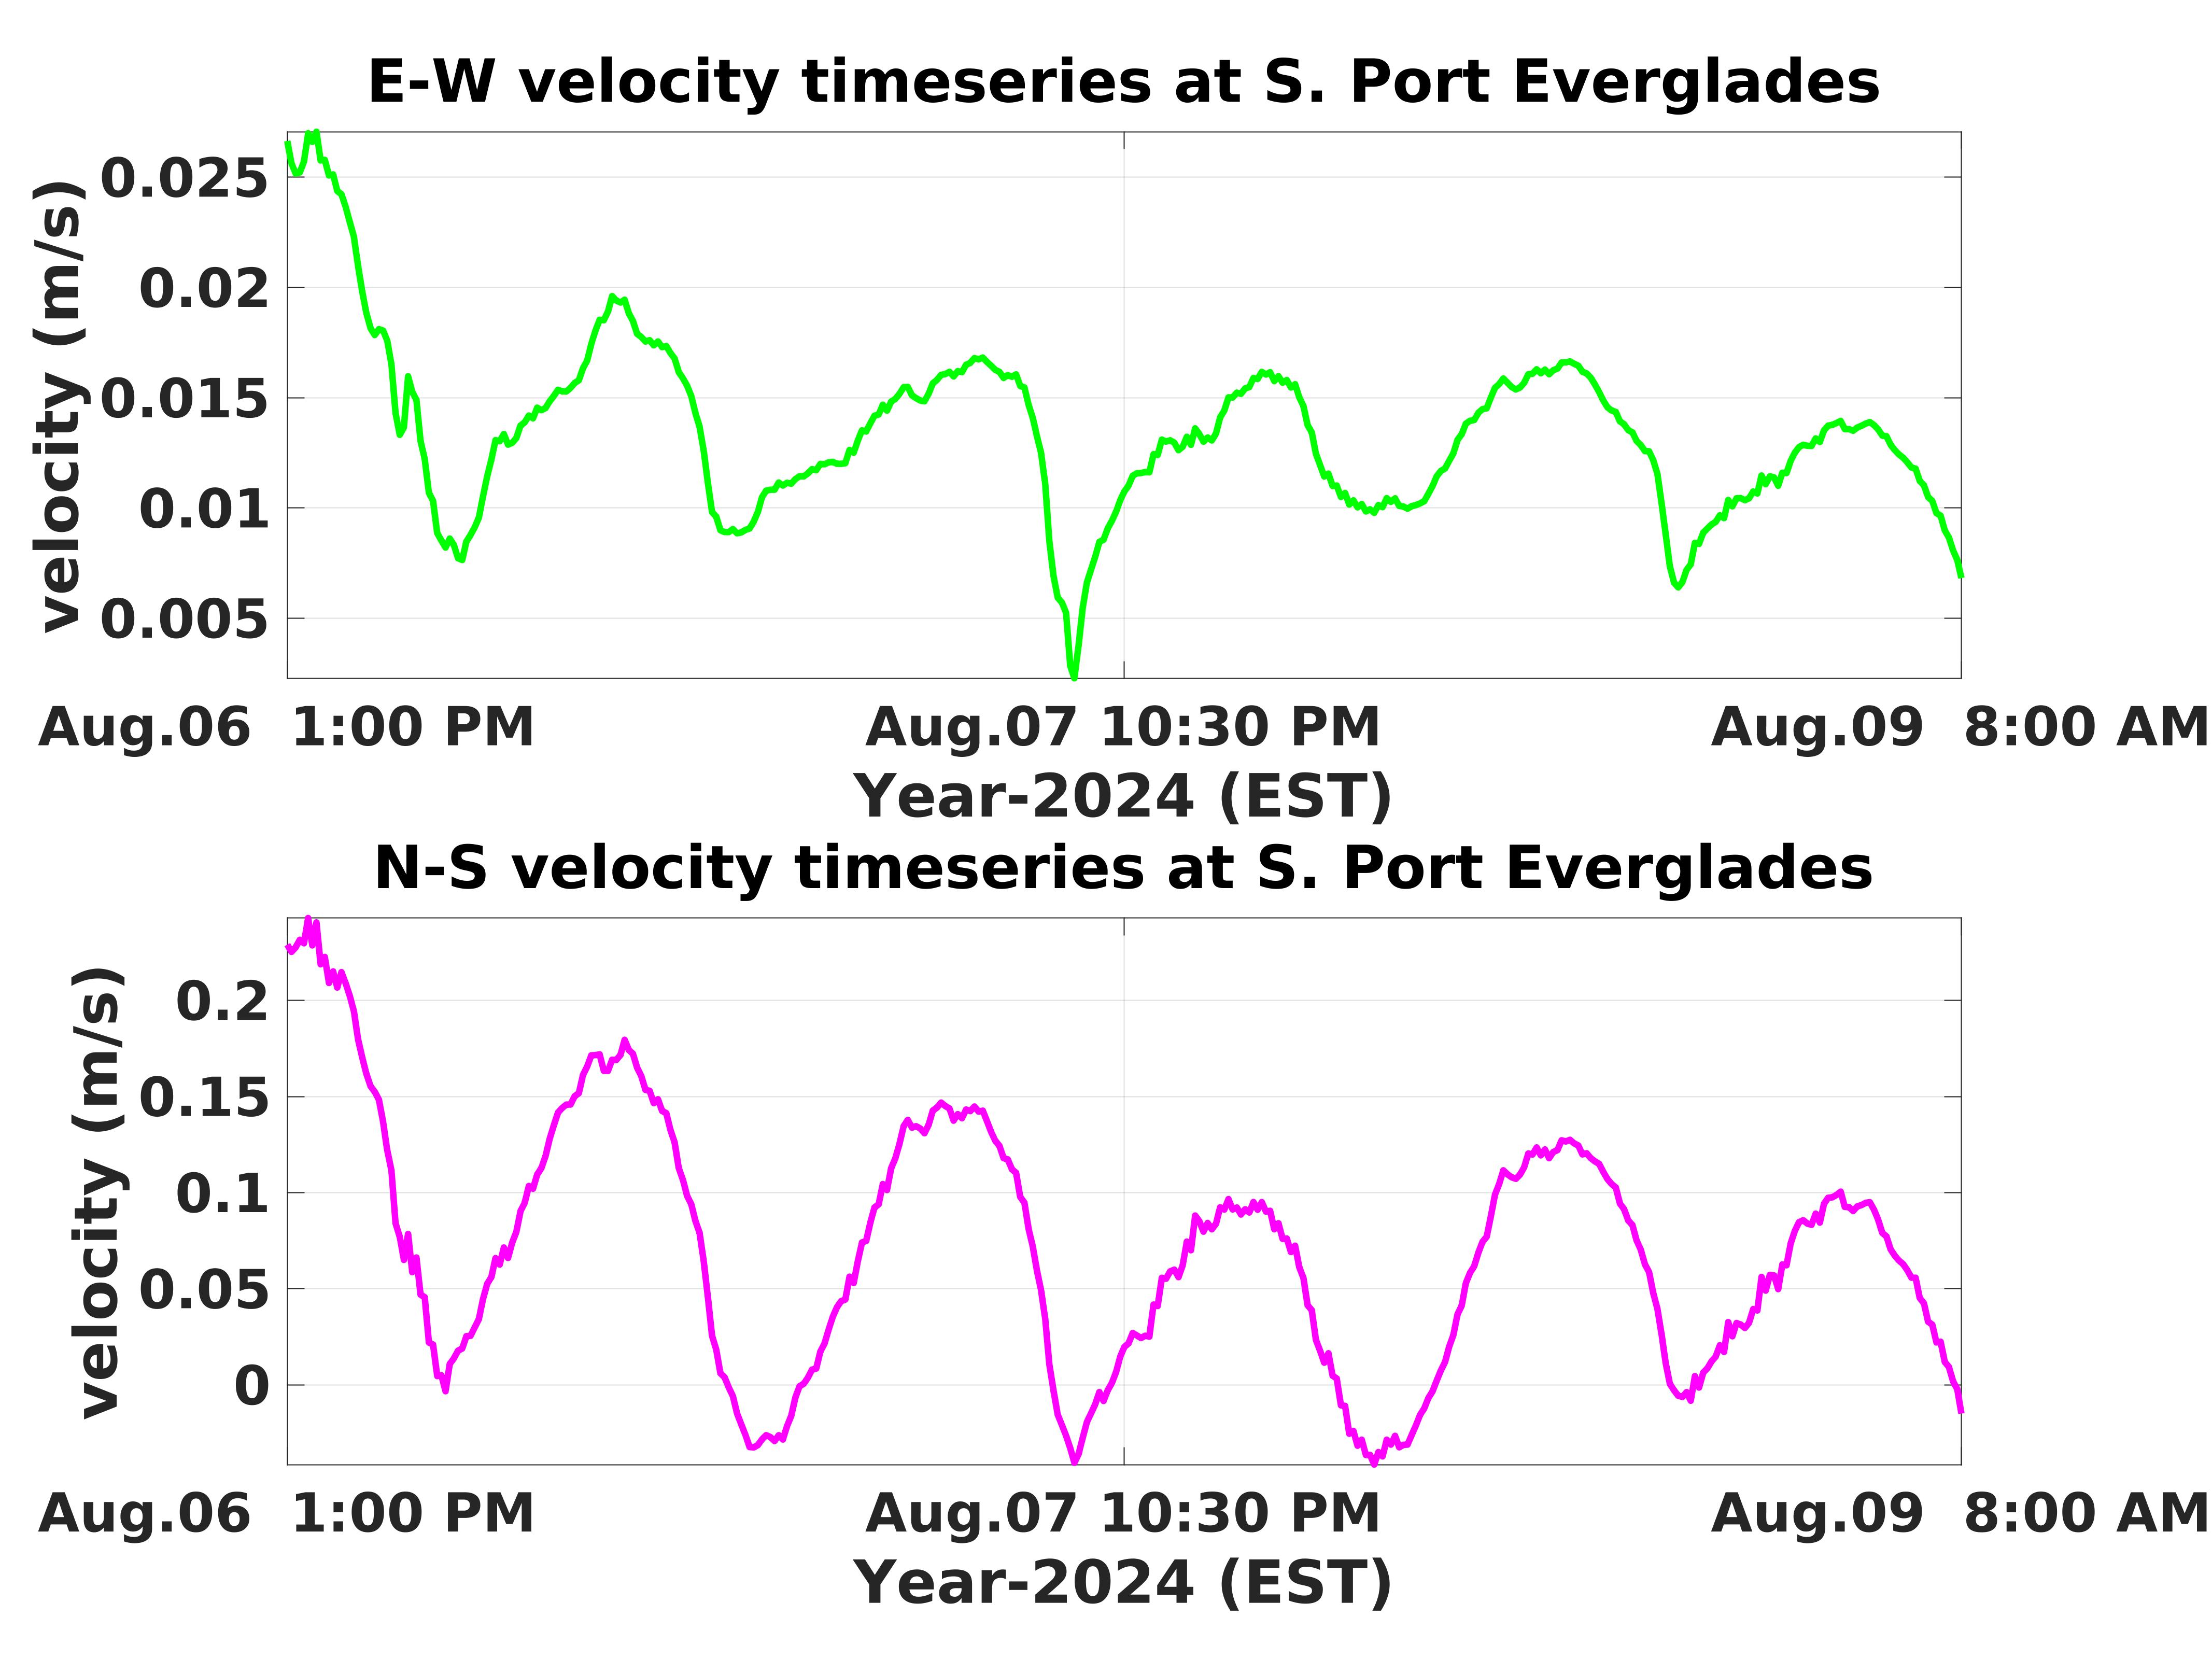 E-W velocity timeseries at S. Port Everglades
velocity (m/s)
0.025
0.02
0.015
0.01
0.005
Aug.06 1:00 PM
Aug.07 10:30 PM
Aug.09 8:00 AM
Year-2024 (EST)
N-S velocity timeseries at S. Port Everglades
velocity (m/s)
0.2
0.15
0.1
0.05
0
Aug.06 1:00 PM
Aug.07 10:30 PM
Aug.09 8:00 AM
Year-2024 (EST)